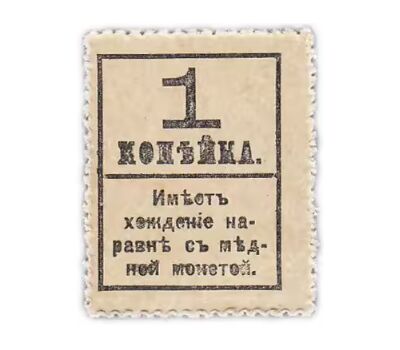 1
КОПѢЙКА.
Имѣетъ
хожденіе на-
равнѣ съ мѣд-
ной монетой.